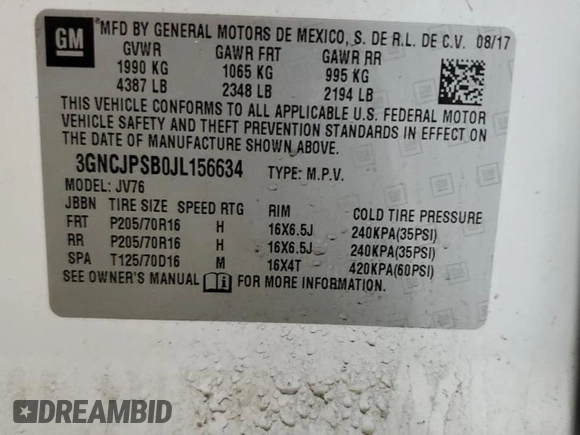 GM
*MFD BY GENERAL MOTORS DE MEXICO, S. DE R.L. DE C.V. 08/17
GVWR GAWR FRT GAWR RR
1990 KG 1065 KG 995 KG
4387 LB 2348 LB 2194 LB
THIS VEHICLE CONFORMS TO ALL APPLICABLE U.S. FEDERAL MOTOR
VEHICLE SAFETY AND THEFT PREVENTION STANDARDS IN EFFECT ON
THE DATE OF MANUFACTURE SHOWN ABOVE.
3GNCJPSB0JL156634 TYPE: M.P.V.
MODEL: JV76
JBBN TIRE SIZE SPEED RTG RIM COLD TIRE PRESSURE
FRT P205/70R16 H 16X6.5J 240KPA(35PSI)
RR P205/70R16 H 16X6.5J 240KPA(35PSI)
SPA T125/70D16 M 16X4T 420KPA(60PSI)
SEE OWNER'S MANUAL FOR MORE INFORMATION.
DREAMBID